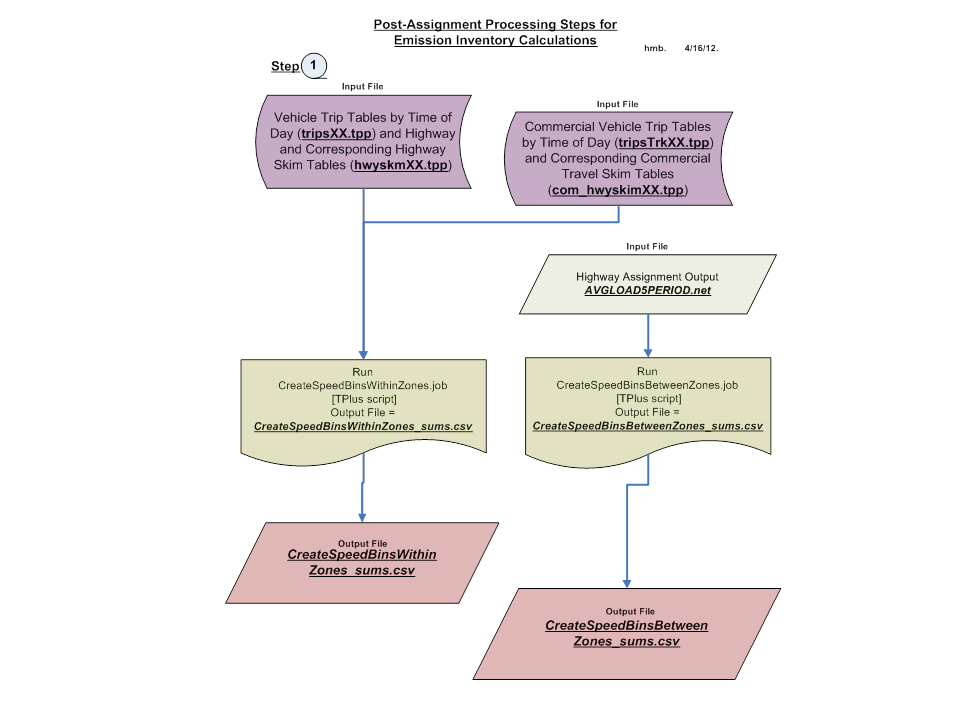 Post-Assignment Processing Steps for
Emission Inventory Calculations
hmb. 4/16/12.
Step 1
Input File
Vehicle Trip Tables by Time of
Day (tripsXX.tpp) and Highway
and Corresponding Highway
Skim Tables (hwyskmXX.tpp)
Input File
Commercial Vehicle Trip Tables
by Time of Day (tripsTrkXX.tpp)
and Corresponding Commercial
Travel Skim Tables
(com_hwyskimXX.tpp)
Input File
Highway Assignment Output
AVGLOAD5PERIOD.net
Run
CreateSpeedBinsWithinZones.job
[TPlus script]
Output File =
CreateSpeedBinsWithinZones_sums.csv
Run
CreateSpeedBinsBetweenZones.job
[TPlus script]
Output File =
CreateSpeedBinsBetweenZones_sums.csv
Output File
CreateSpeedBinsWithin
Zones_sums.csv
Output File
CreateSpeedBinsBetween
Zones_sums.csv